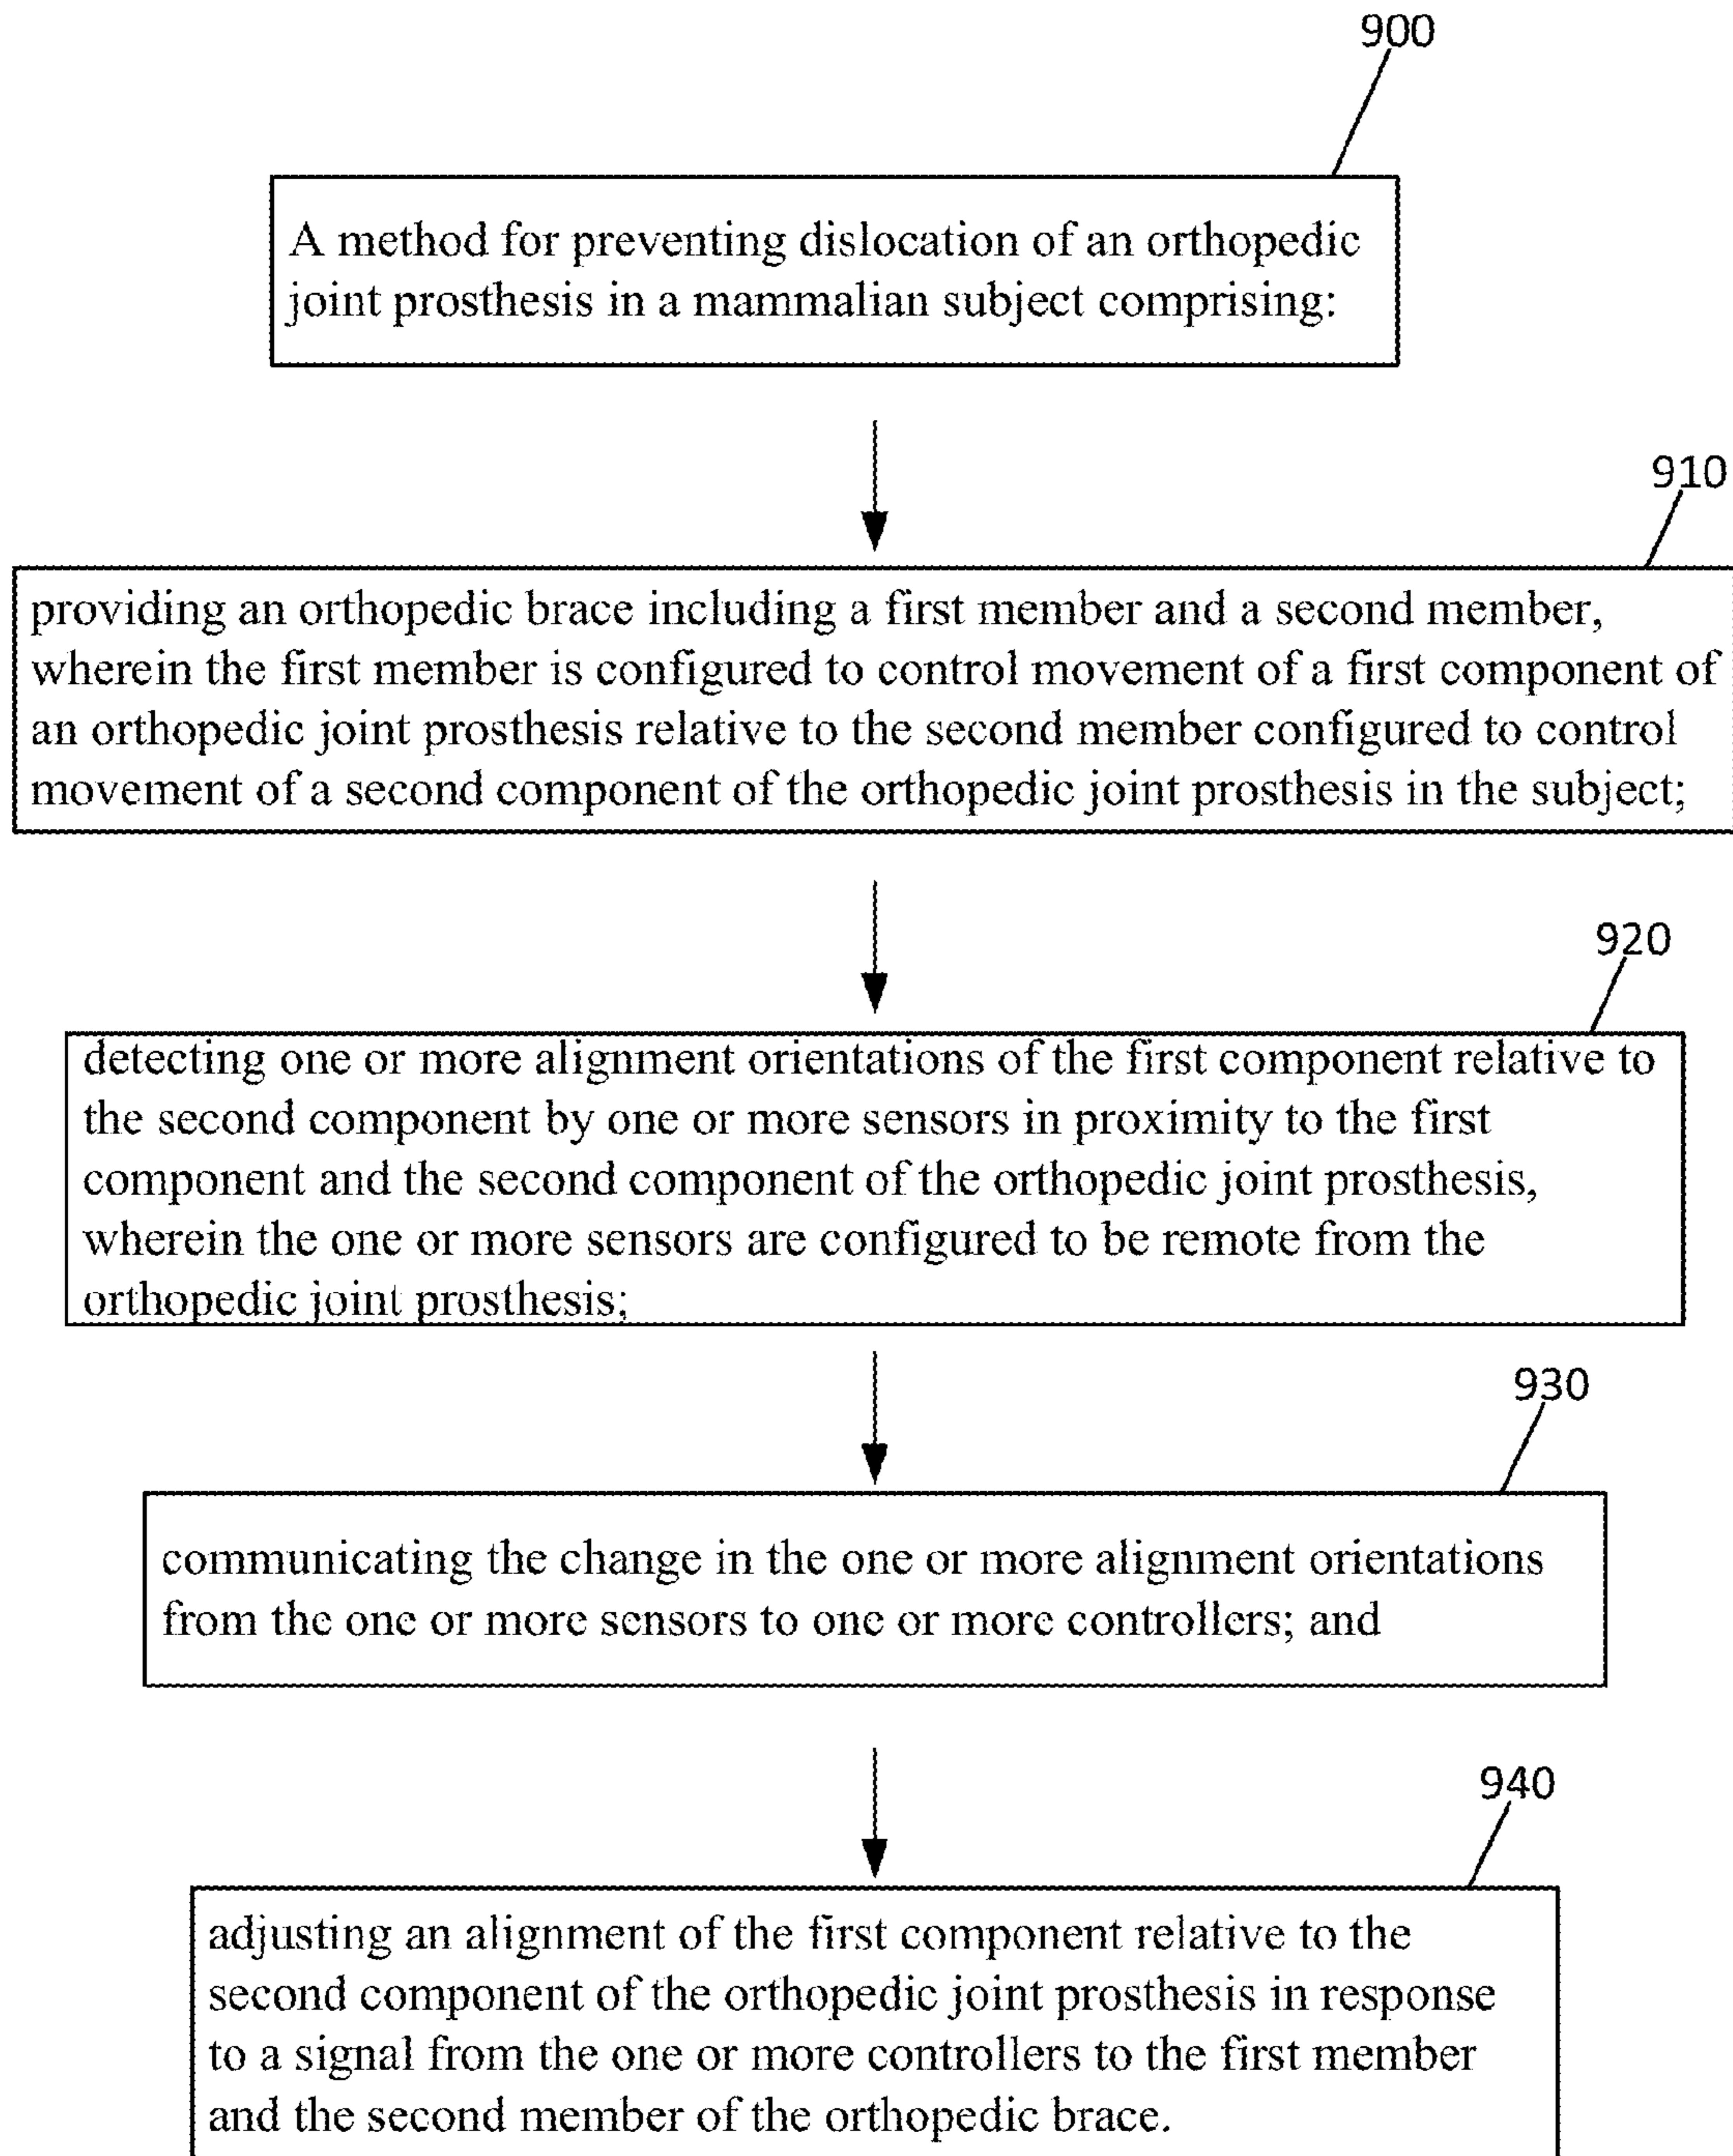 900
A method for preventing dislocation of an orthopedic
joint prosthesis in a mammalian subject comprising:
910
providing an orthopedic brace including a first member and a second member,
wherein the first member is configured to control movement of a first component of
an orthopedic joint prosthesis relative to the second member configured to control
movement of a second component of the orthopedic joint prosthesis in the subject;
920
detecting one or more alignment orientations of the first component relative to
the second component by one or more sensors in proximity to the first
component and the second component of the orthopedic joint prosthesis,
wherein the one or more sensors are configured to be remote from the
orthopedic joint prosthesis;
930
communicating the change in the one or more alignment orientations
from the one or more sensors to one or more controllers; and
940
adjusting an alignment of the first component relative to the
second component of the orthopedic joint prosthesis in response
to a signal from the one or more controllers to the first member
and the second member of the orthopedic brace.